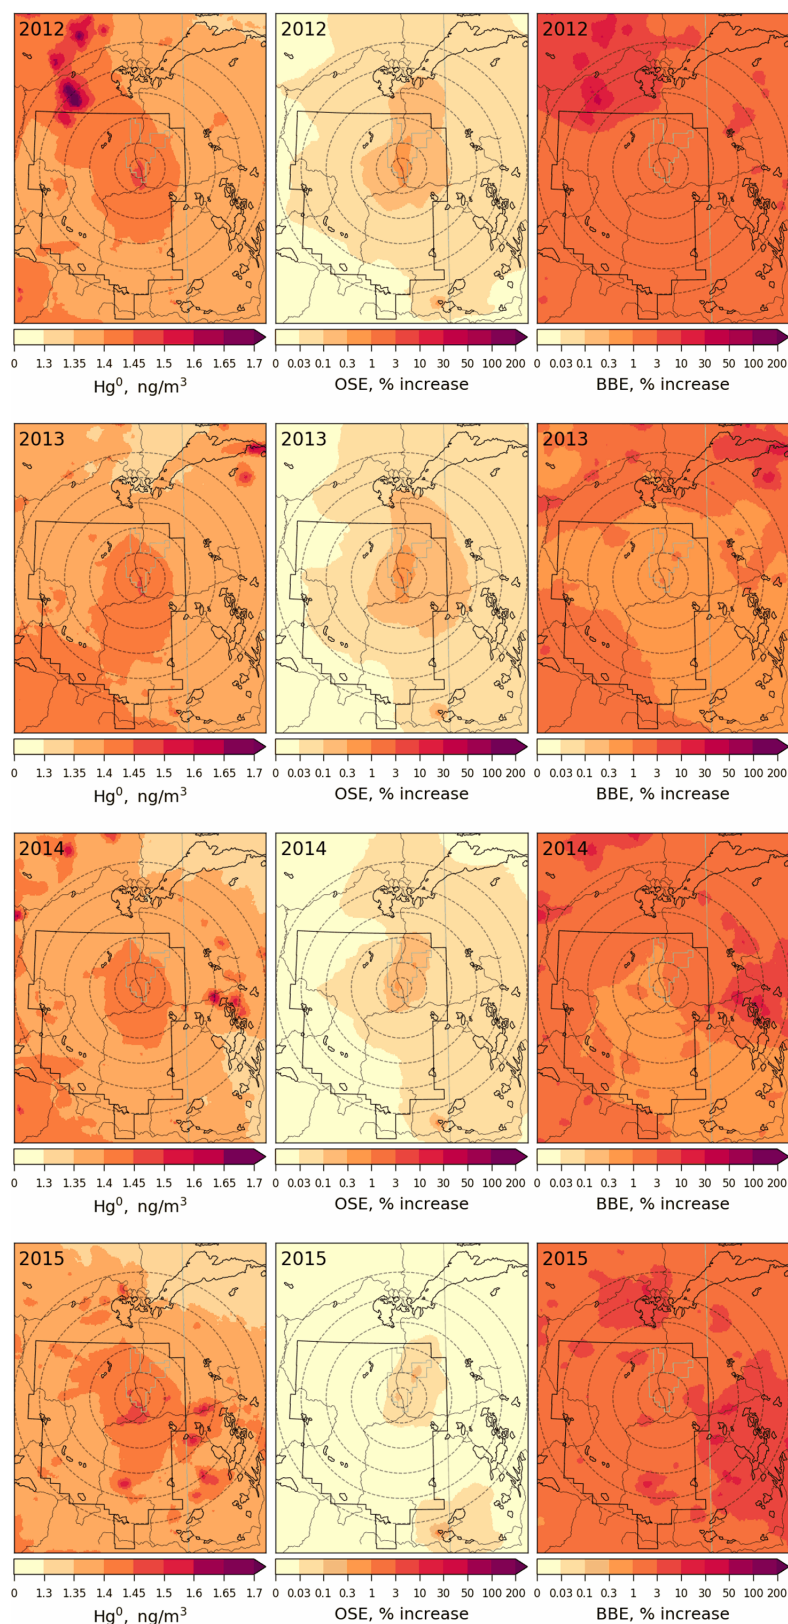 2012 2012 2012
0 1.3 1.35 1.4 1.45 1.5 1.6 1.65 1.7 0 0.03 0.1 0.3 1 3 10 30 50 100 200 0 0.03 0.1 0.3 1 3 10 30 50 100 200
Hg⁰, ng/m³ OSE, % increase BBE, % increase
2013 2013 2013
0 1.3 1.35 1.4 1.45 1.5 1.6 1.65 1.7 0 0.03 0.1 0.3 1 3 10 30 50 100 200 0 0.03 0.1 0.3 1 3 10 30 50 100 200
Hg⁰, ng/m³ OSE, % increase BBE, % increase
2014 2014 2014
0 1.3 1.35 1.4 1.45 1.5 1.6 1.65 1.7 0 0.03 0.1 0.3 1 3 10 30 50 100 200 0 0.03 0.1 0.3 1 3 10 30 50 100 200
Hg⁰, ng/m³ OSE, % increase BBE, % increase
2015 2015 2015
0 1.3 1.35 1.4 1.45 1.5 1.6 1.65 1.7 0 0.03 0.1 0.3 1 3 10 30 50 100 200 0 0.03 0.1 0.3 1 3 10 30 50 100 200
Hg⁰, ng/m³ OSE, % increase BBE, % increase